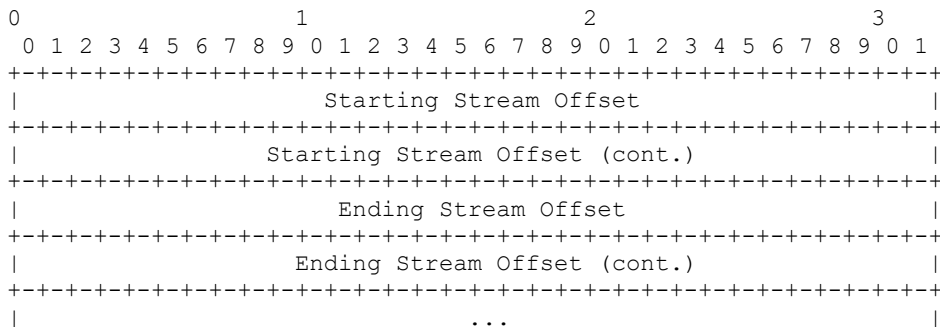 0                   1                   2                   3
 0 1 2 3 4 5 6 7 8 9 0 1 2 3 4 5 6 7 8 9 0 1 2 3 4 5 6 7 8 9 0 1
+-+-+-+-+-+-+-+-+-+-+-+-+-+-+-+-+-+-+-+-+-+-+-+-+-+-+-+-+-+-+-+-+
|                     Starting Stream Offset                    |
+-+-+-+-+-+-+-+-+-+-+-+-+-+-+-+-+-+-+-+-+-+-+-+-+-+-+-+-+-+-+-+-+
|                 Starting Stream Offset (cont.)                |
+-+-+-+-+-+-+-+-+-+-+-+-+-+-+-+-+-+-+-+-+-+-+-+-+-+-+-+-+-+-+-+-+
|                      Ending Stream Offset                     |
+-+-+-+-+-+-+-+-+-+-+-+-+-+-+-+-+-+-+-+-+-+-+-+-+-+-+-+-+-+-+-+-+
|                   Ending Stream Offset (cont.)                |
+-+-+-+-+-+-+-+-+-+-+-+-+-+-+-+-+-+-+-+-+-+-+-+-+-+-+-+-+-+-+-+-+
|                               ...                             |